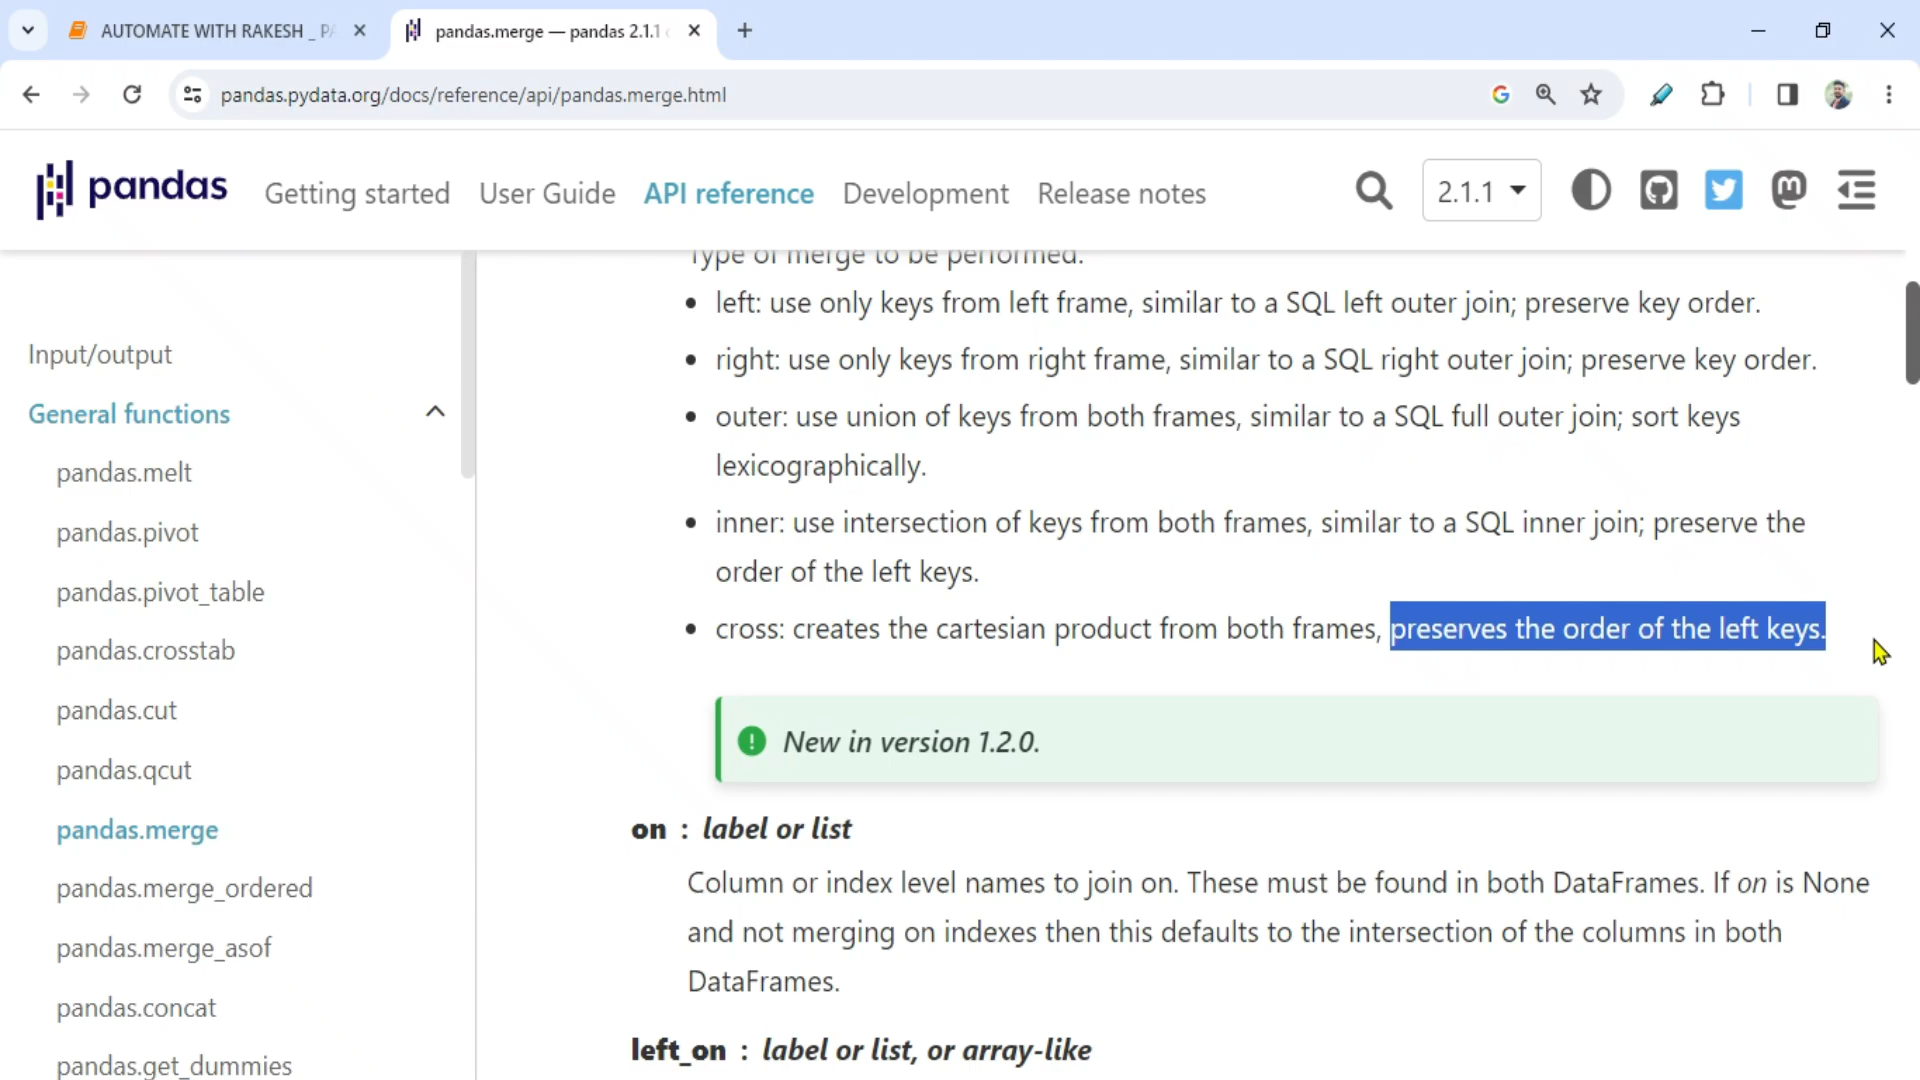 AUTOMATE WITH RAKESH _ PA
pandas.merge — pandas 2.1.1
pandas.pydata.org/docs/reference/api/pandas.merge.html
pandas
Getting started
User Guide
API reference
Development
Release notes
2.1.1
Input/output
General functions
pandas.melt
pandas.pivot
pandas.pivot_table
pandas.crosstab
pandas.cut
pandas.qcut
pandas.merge
pandas.merge_ordered
pandas.merge_asof
pandas.concat
pandas.get_dummies
Type of merge to be performed.
• left: use only keys from left frame, similar to a SQL left outer join; preserve key order.
• right: use only keys from right frame, similar to a SQL right outer join; preserve key order.
• outer: use union of keys from both frames, similar to a SQL full outer join; sort keys
lexicographically.
• inner: use intersection of keys from both frames, similar to a SQL inner join; preserve the
order of the left keys.
• cross: creates the cartesian product from both frames, preserves the order of the left keys.
New in version 1.2.0.
on : label or list
Column or index level names to join on. These must be found in both DataFrames. If on is None
and not merging on indexes then this defaults to the intersection of the columns in both
DataFrames.
left_on : label or list, or array-like